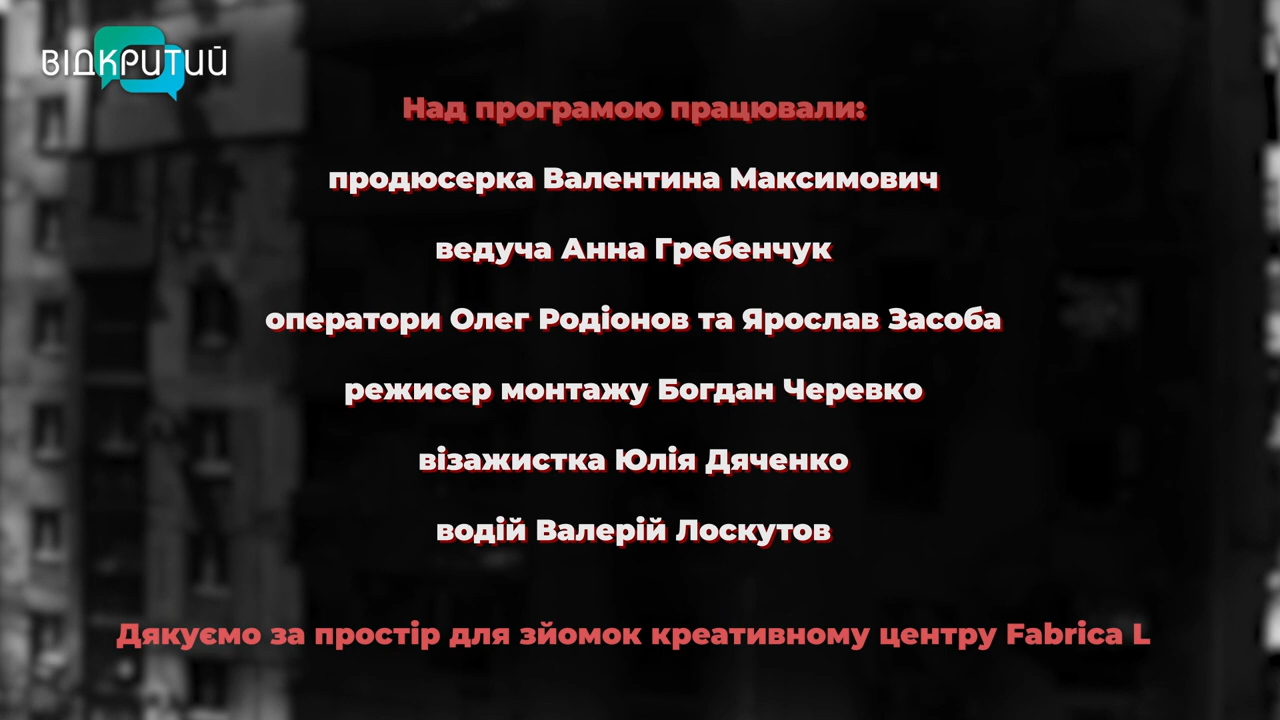 ВІДКРИТИЙ
Над програмою працювали:
продюсерка Валентина Максимович
ведуча Анна Гребенчук
оператори Олег Родіонов та Ярослав Засоба
режисер монтажу Богдан Черевко
візажистка Юлія Дяченко
водій Валерій Лоскутов
Дякуємо за простір для зйомок креативному центру Fabrica L